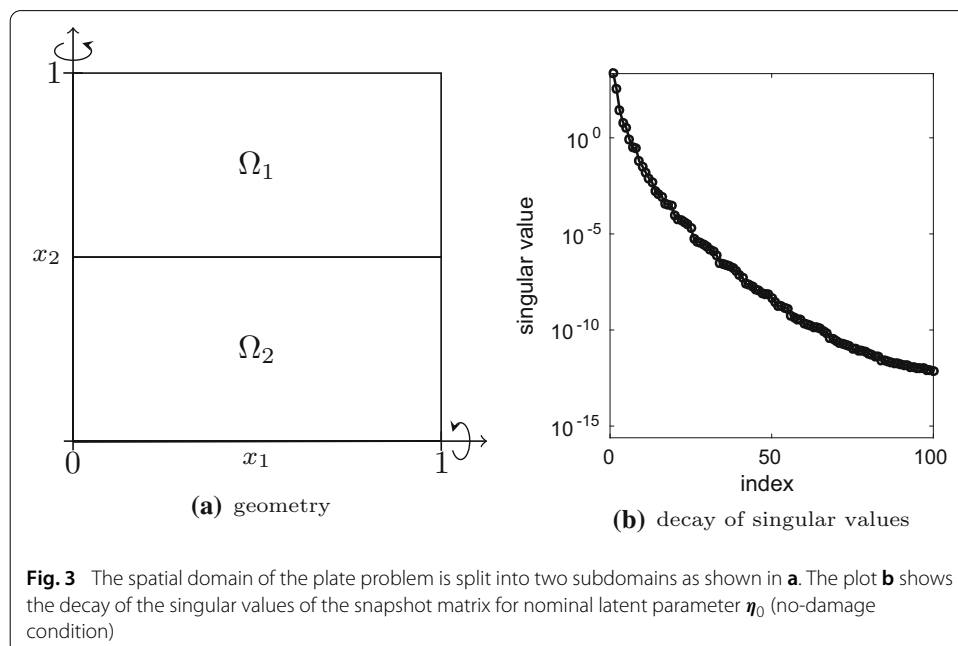 1
Ω₁
x₂
Ω₂
0
x₁
1
(a) geometry
singular value
10⁰
10⁻⁵
10⁻¹⁰
10⁻¹⁵
0
50
100
index
(b) decay of singular values
Fig. 3 The spatial domain of the plate problem is split into two subdomains as shown in a. The plot b shows
the decay of the singular values of the snapshot matrix for nominal latent parameter η₀ (no-damage
condition)